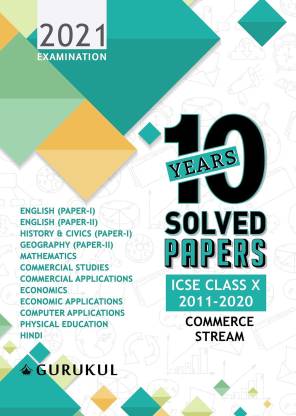 2021
EXAMINATION
10
YEARS
SOLVED
PAPERS
ICSE CLASS X
2011-2020
COMMERCE
STREAM
ENGLISH (PAPER-I)
ENGLISH (PAPER-II)
HISTORY & CIVICS (PAPER-I)
GEOGRAPHY (PAPER-II)
MATHEMATICS
COMMERCIAL STUDIES
COMMERCIAL APPLICATIONS
ECONOMICS
ECONOMIC APPLICATIONS
COMPUTER APPLICATIONS
PHYSICAL EDUCATION
HINDI
GURUKUL